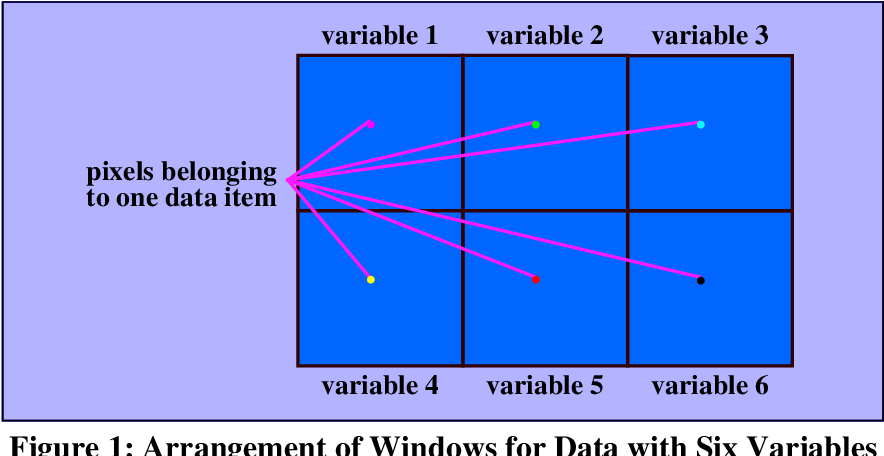 variable 1 variable 2 variable 3
pixels belonging
to one data item
variable 4 variable 5 variable 6
Figure 1: Arrangement of Windows for Data with Six Variables